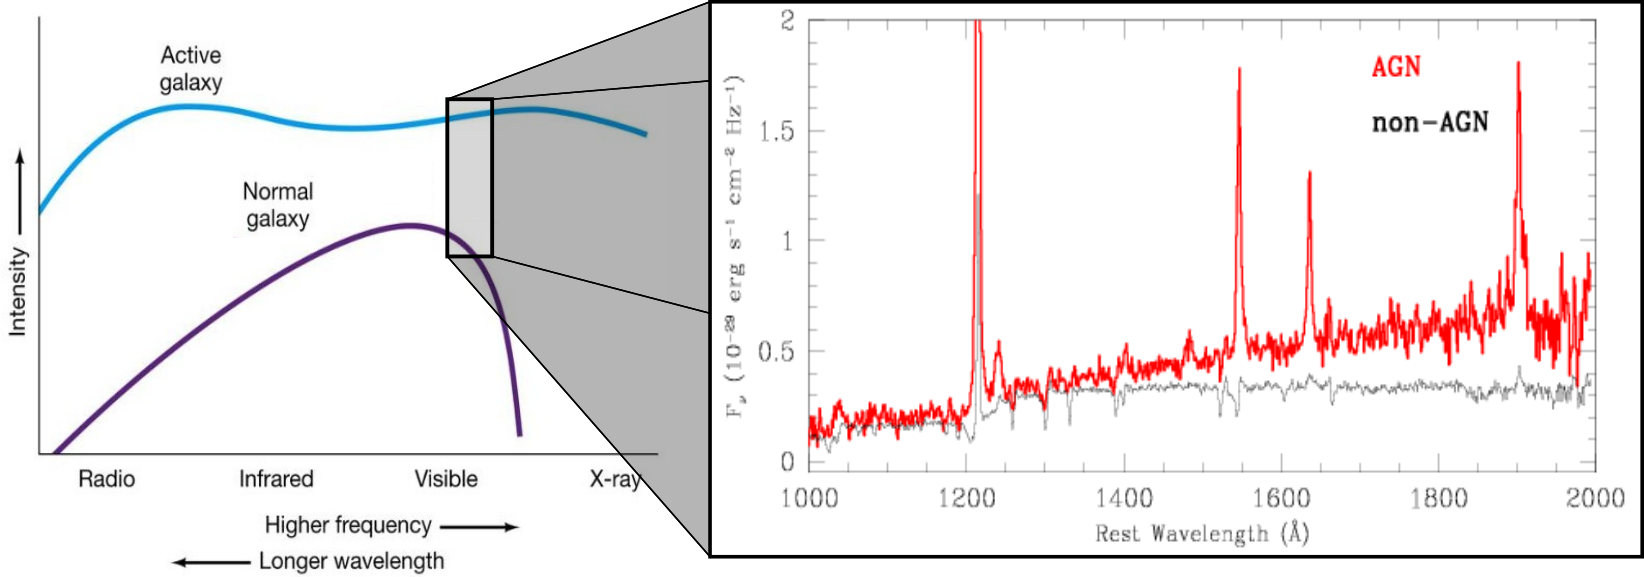 Active
galaxy
Normal
galaxy
Intensity
Radio
Infrared
Visible
X-ray
Higher frequency
Longer wavelength
AGN
non-AGN
2
1.5
1
0.5
0
F_ν (10⁻²⁹ erg s⁻¹ cm⁻² Hz⁻¹)
1000
1200
1400
1600
1800
2000
Rest Wavelength (Å)